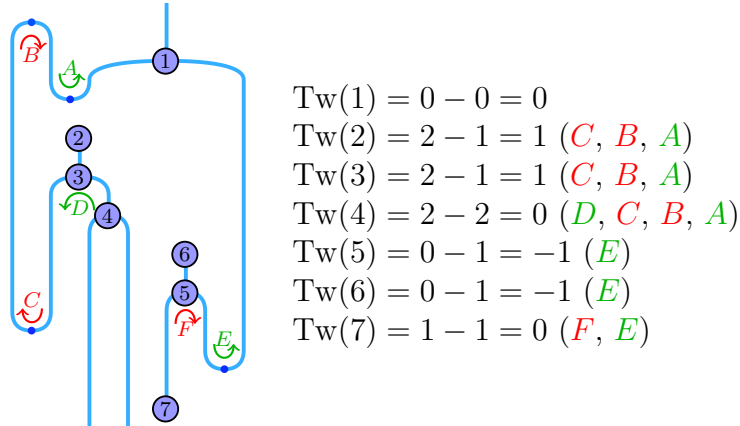 B
A
1
2
3
D
4
6
C
5
F
E
7
Tw(1) = 0 − 0 = 0
Tw(2) = 2 − 1 = 1 (C, B, A)
Tw(3) = 2 − 1 = 1 (C, B, A)
Tw(4) = 2 − 2 = 0 (D, C, B, A)
Tw(5) = 0 − 1 = −1 (E)
Tw(6) = 0 − 1 = −1 (E)
Tw(7) = 1 − 1 = 0 (F, E)